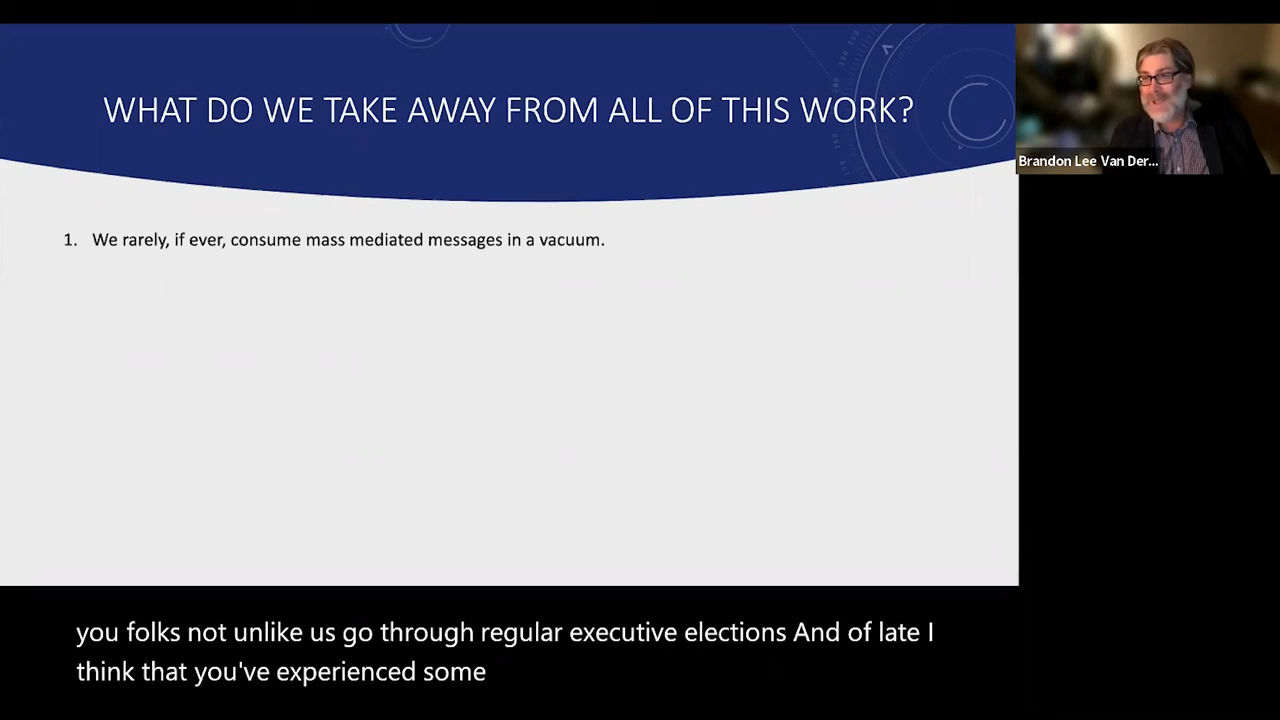 WHAT DO WE TAKE AWAY FROM ALL OF THIS WORK?
Brandon Lee Van Der...
1. We rarely, if ever, consume mass mediated messages in a vacuum.
you folks not unlike us go through regular executive elections And of late I
think that you've experienced some